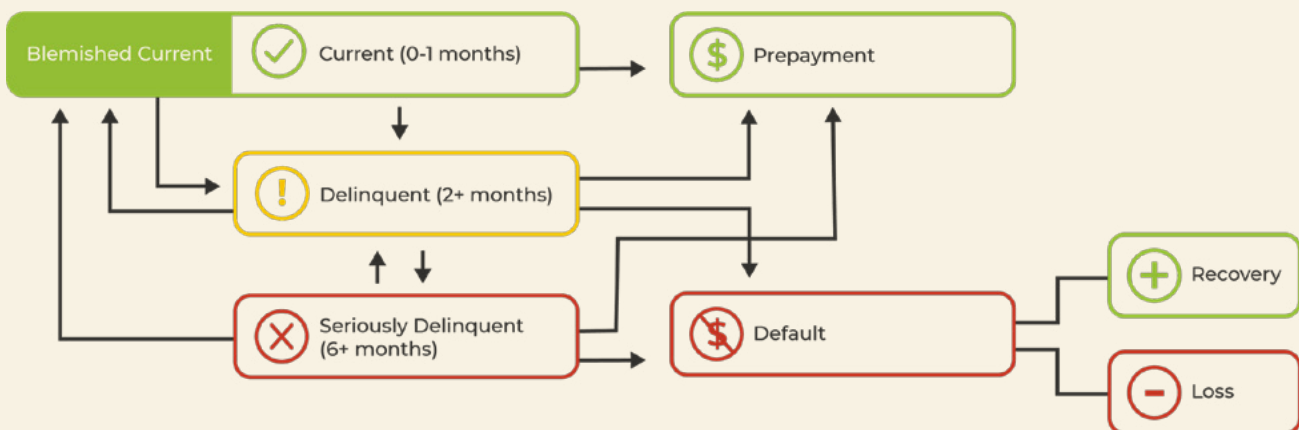 Blemished Current
Current (0-1 months)
Prepayment
Delinquent (2+ months)
Seriously Delinquent
(6+ months)
Default
Recovery
Loss